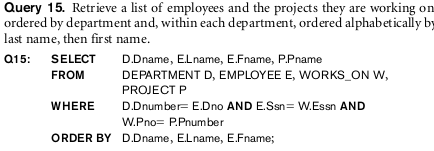 Query 15. Retrieve a list of employees and the projects they are working on
ordered by department and, within each department, ordered alphabetically by
last name, then first name.
Q15: SELECT D.Dname, E.Lname, E.Fname, P.Pname
FROM DEPARTMENT D, EMPLOYEE E, WORKS_ON W,
PROJECT P
WHERE D.Dnumber= E.Dno AND E.Ssn= W.Essn AND
W.Pno= P.Pnumber
ORDER BY D.Dname, E.Lname, E.Fname;